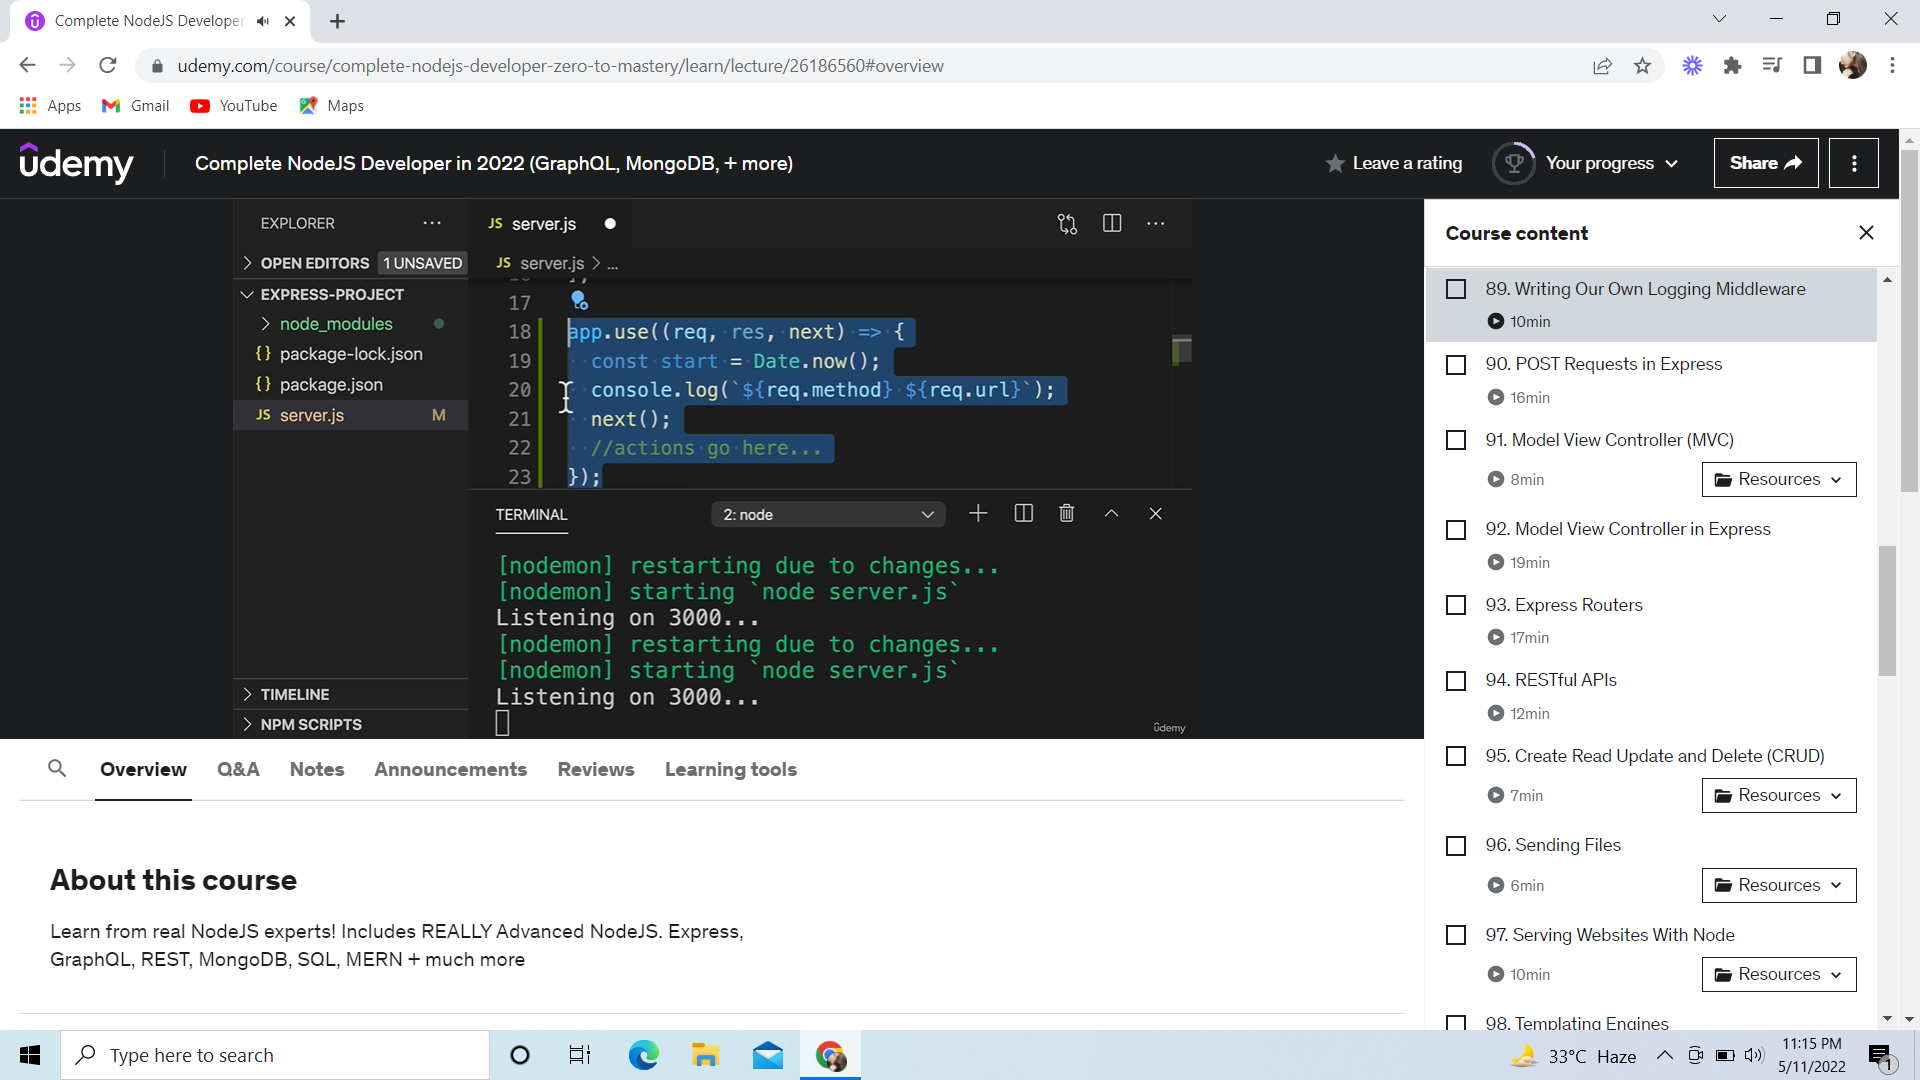 Complete NodeJS Developer
udemy.com/course/complete-nodejs-developer-zero-to-mastery/learn/lecture/26186560#overview
Apps Gmail YouTube Maps
ûdemy Complete NodeJS Developer in 2022 (GraphQL, MongoDB, + more) Leave a rating Your progress Share
EXPLORER ...
OPEN EDITORS 1 UNSAVED
EXPRESS-PROJECT
node_modules
{} package-lock.json
{} package.json
JS server.js M
TIMELINE
NPM SCRIPTS
JS server.js ● ...
JS server.js > ...
17
18 app.use((req, res, next) => {
19 const start = Date.now();
20 console.log(`${req.method} ${req.url}`);
21 next();
22 //actions go here...
23 });
TERMINAL 2: node
[nodemon] restarting due to changes...
[nodemon] starting `node server.js`
Listening on 3000...
[nodemon] restarting due to changes...
[nodemon] starting `node server.js`
Listening on 3000...
ûdemy
Course content
89. Writing Our Own Logging Middleware
10min
90. POST Requests in Express
16min
91. Model View Controller (MVC)
8min Resources
92. Model View Controller in Express
19min
93. Express Routers
17min
94. RESTful APIs
12min
95. Create Read Update and Delete (CRUD)
7min Resources
96. Sending Files
6min Resources
97. Serving Websites With Node
10min Resources
98. Templating Engines
Overview Q&A Notes Announcements Reviews Learning tools
About this course
Learn from real NodeJS experts! Includes REALLY Advanced NodeJS. Express,
GraphQL, REST, MongoDB, SQL, MERN + much more
Type here to search
33°C Haze
11:15 PM
5/11/2022
1